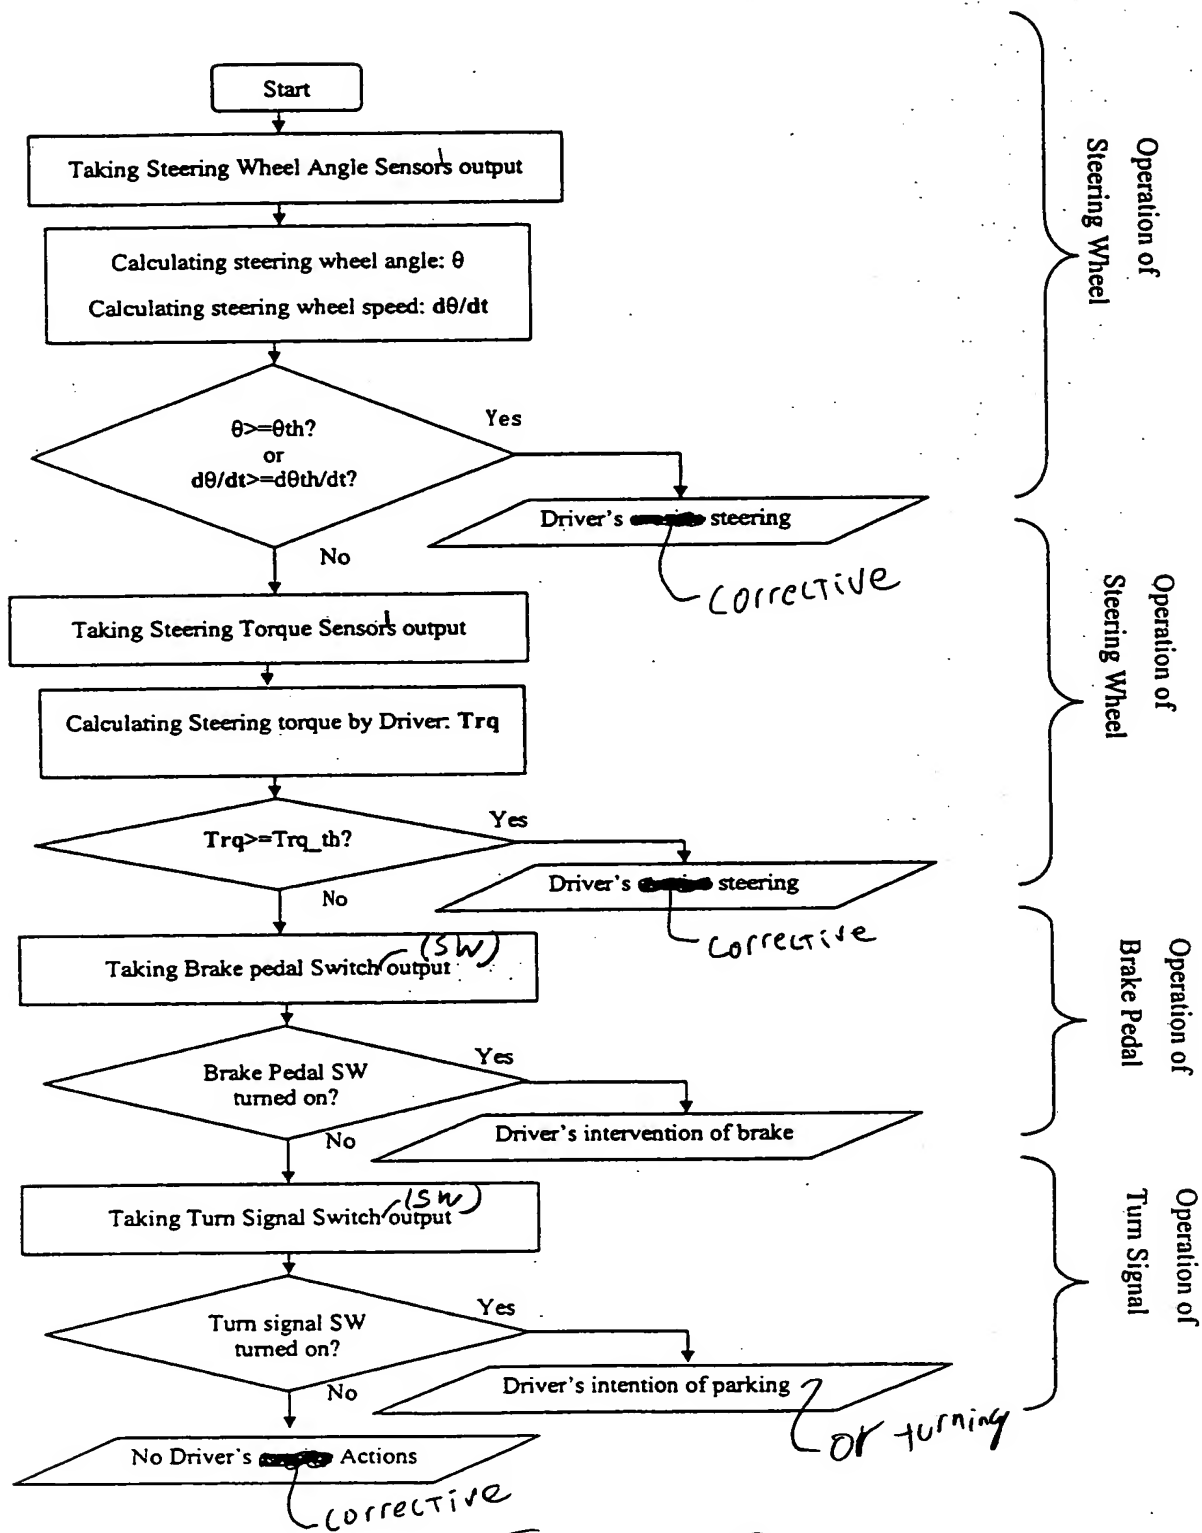 Start
Taking Steering Wheel Angle Sensors output
Calculating steering wheel angle: θ
Calculating steering wheel speed: dθ/dt
θ>=θth?
or
dθ/dt>=dθth/dt?
Yes
Driver's steering
corrective
No
Taking Steering Torque Sensors output
Calculating Steering torque by Driver: Trq
Trq>=Trq_th?
Yes
Driver's steering
corrective
No
Taking Brake pedal Switch output
(SW)
Brake Pedal SW
turned on?
Yes
Driver's intervention of brake
No
Taking Turn Signal Switch output
(SW)
Turn signal SW
turned on?
Yes
Driver's intention of parking
or turning
No
No Driver's Actions
corrective
Operation of
Steering Wheel
Operation of
Steering Wheel
Operation of
Brake Pedal
Operation of
Turn Signal